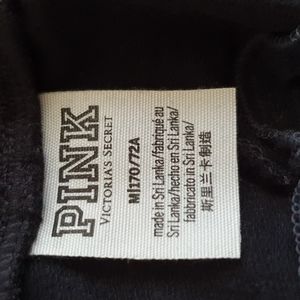 PINK
VICTORIA'S SECRET
M|170/72A
made in Sri Lanka/fabriqué au
Sri Lanka/hecho en Sri Lanka/
fabbricato in Sri Lanka/
斯里兰卡制造